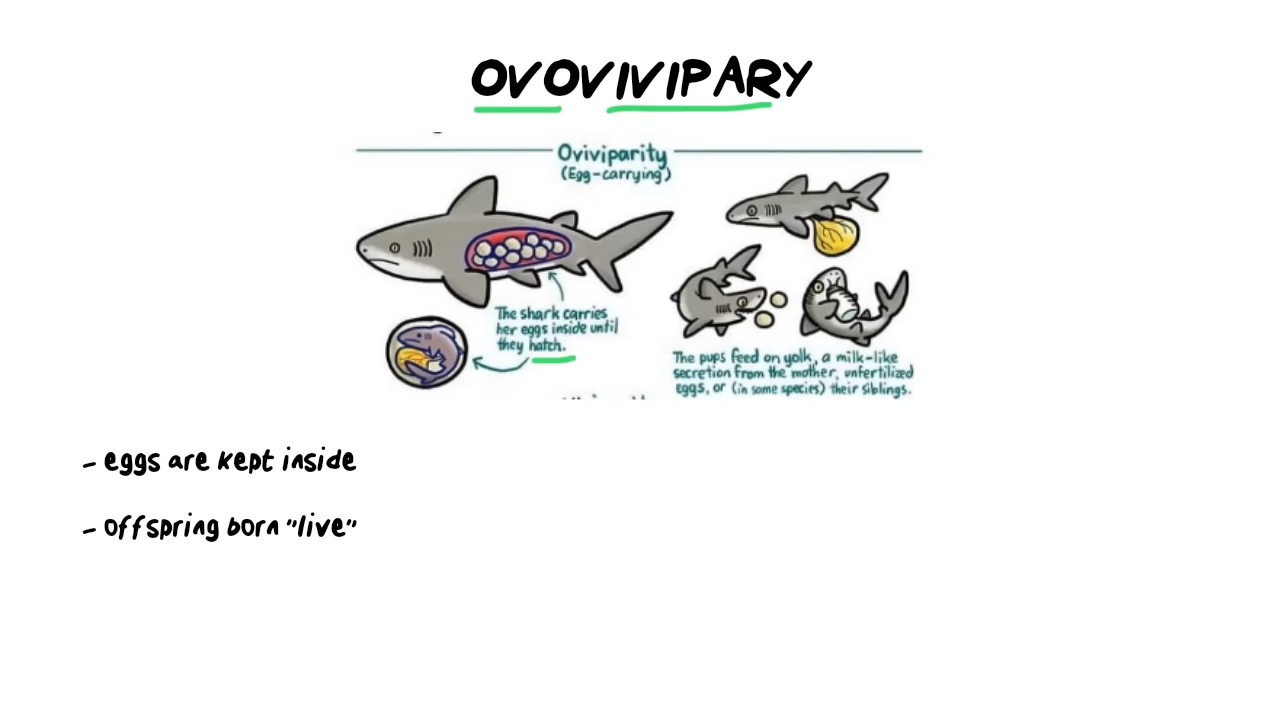 OVOVIVIPARY
Oviviparity
(Egg-carrying)
The shark carries
her eggs inside until
they hatch.
The pups feed on yolk, a milk-like
secretion from the mother, unfertilized
eggs, or (in some species) their siblings.
- eggs are kept inside
- offspring born "live"